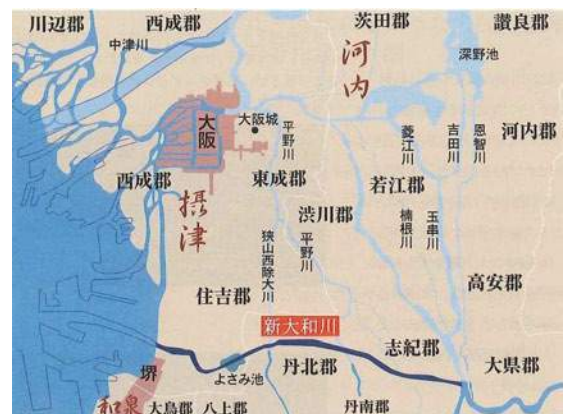 川辺郡
西成郡
茨田郡
讃良郡
中津川
深野池
河内
大阪城
大阪
平野川
菱江川
吉田川
恩智川
河内郡
西成郡
東成郡
若江郡
摂津
渋川郡
楠根川
玉串川
狭山西除大川
平野川
高安郡
住吉郡
新大和川
志紀郡
大県郡
堺
よさみ池
丹北郡
和泉
大鳥郡
八上郡
丹南郡